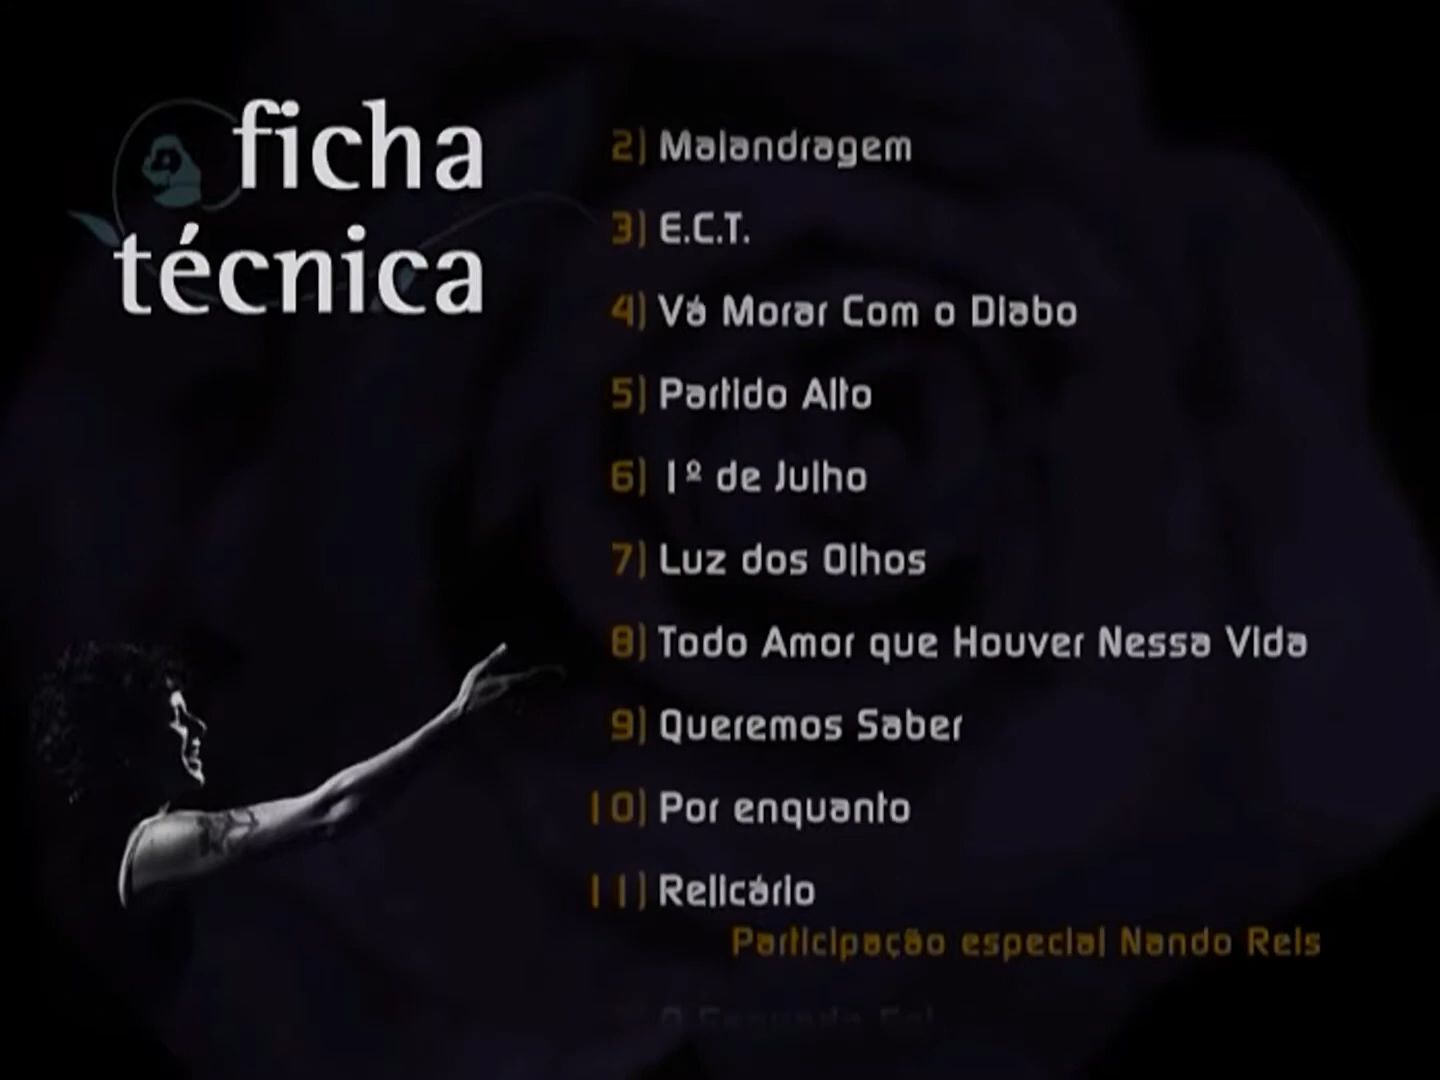 ficha
técnica
2) Malandragem
3) E.C.T.
4) Vá Morar Com o Diabo
5) Partido Alto
6) 1º de Julho
7) Luz dos Olhos
8) Todo Amor que Houver Nessa Vida
9) Queremos Saber
10) Por enquanto
11) Relicário
Participação especial Nando Reis